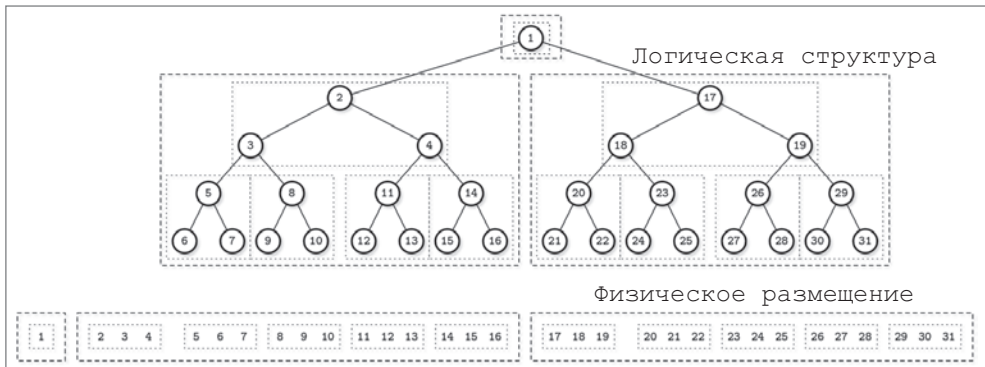 1
Логическая структура
2 17
3 4 18 19
5 8 11 14 20 23 26 29
6 7 9 10 12 13 15 16 21 22 24 25 27 28 30 31
Физическое размещение
1 2 3 4 5 6 7 8 9 10 11 12 13 14 15 16 17 18 19 20 21 22 23 24 25 26 27 28 29 30 31